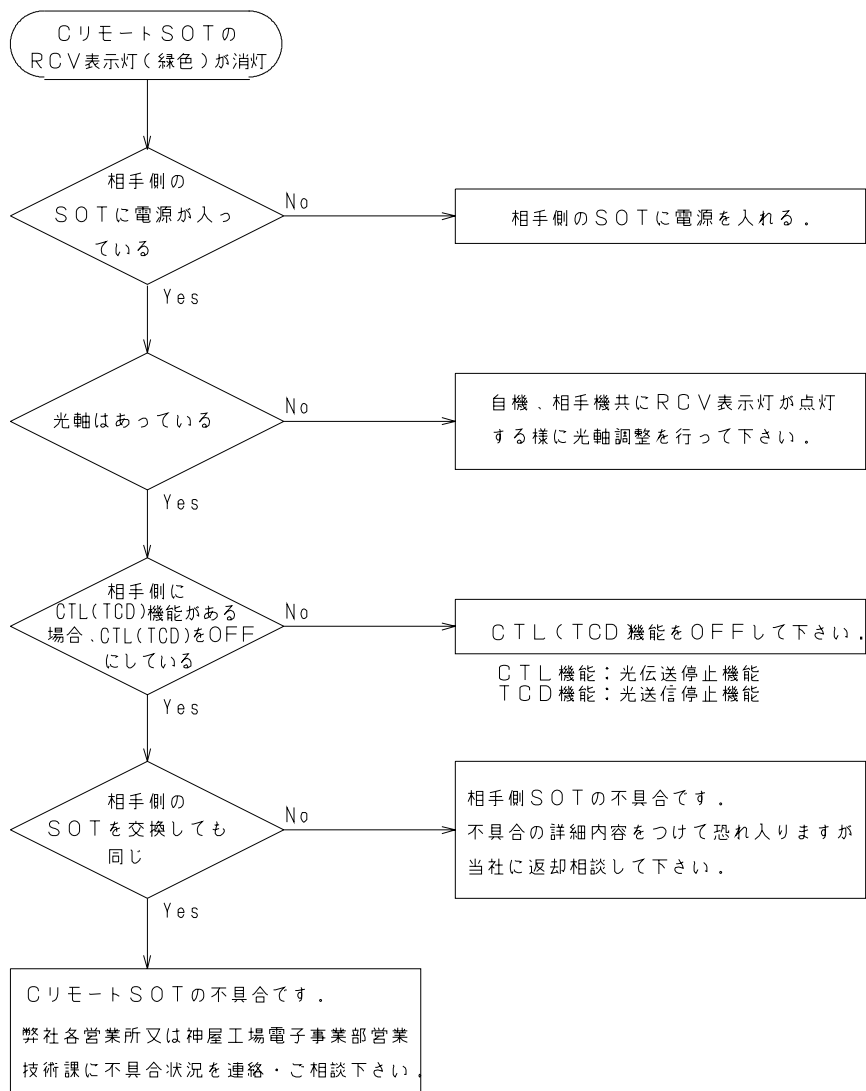 CリモートSOTの
RCV表示灯(緑色)が消灯
相手側の
SOTに電源が入っ
ている
No
相手側のSOTに電源を入れる.
Yes
光軸はあっている
No
自機、相手機共にRCV表示灯が点灯
する様に光軸調整を行って下さい.
Yes
相手側に
CTL(TCD)機能がある
場合、CTL(TCD)をOFF
にしている
No
CTL(TCD)機能をOFFして下さい.
CTL機能:光伝送停止機能
TCD機能:光送信停止機能
Yes
相手側の
SOTを交換しても
同じ
No
相手側SOTの不具合です.
不具合の詳細内容をつけて恐れ入りますが
当社に返却相談して下さい.
Yes
CリモートSOTの不具合です.
弊社各営業所又は神屋工場電子事業部営業
技術課に不具合状況を連絡・ご相談下さい.